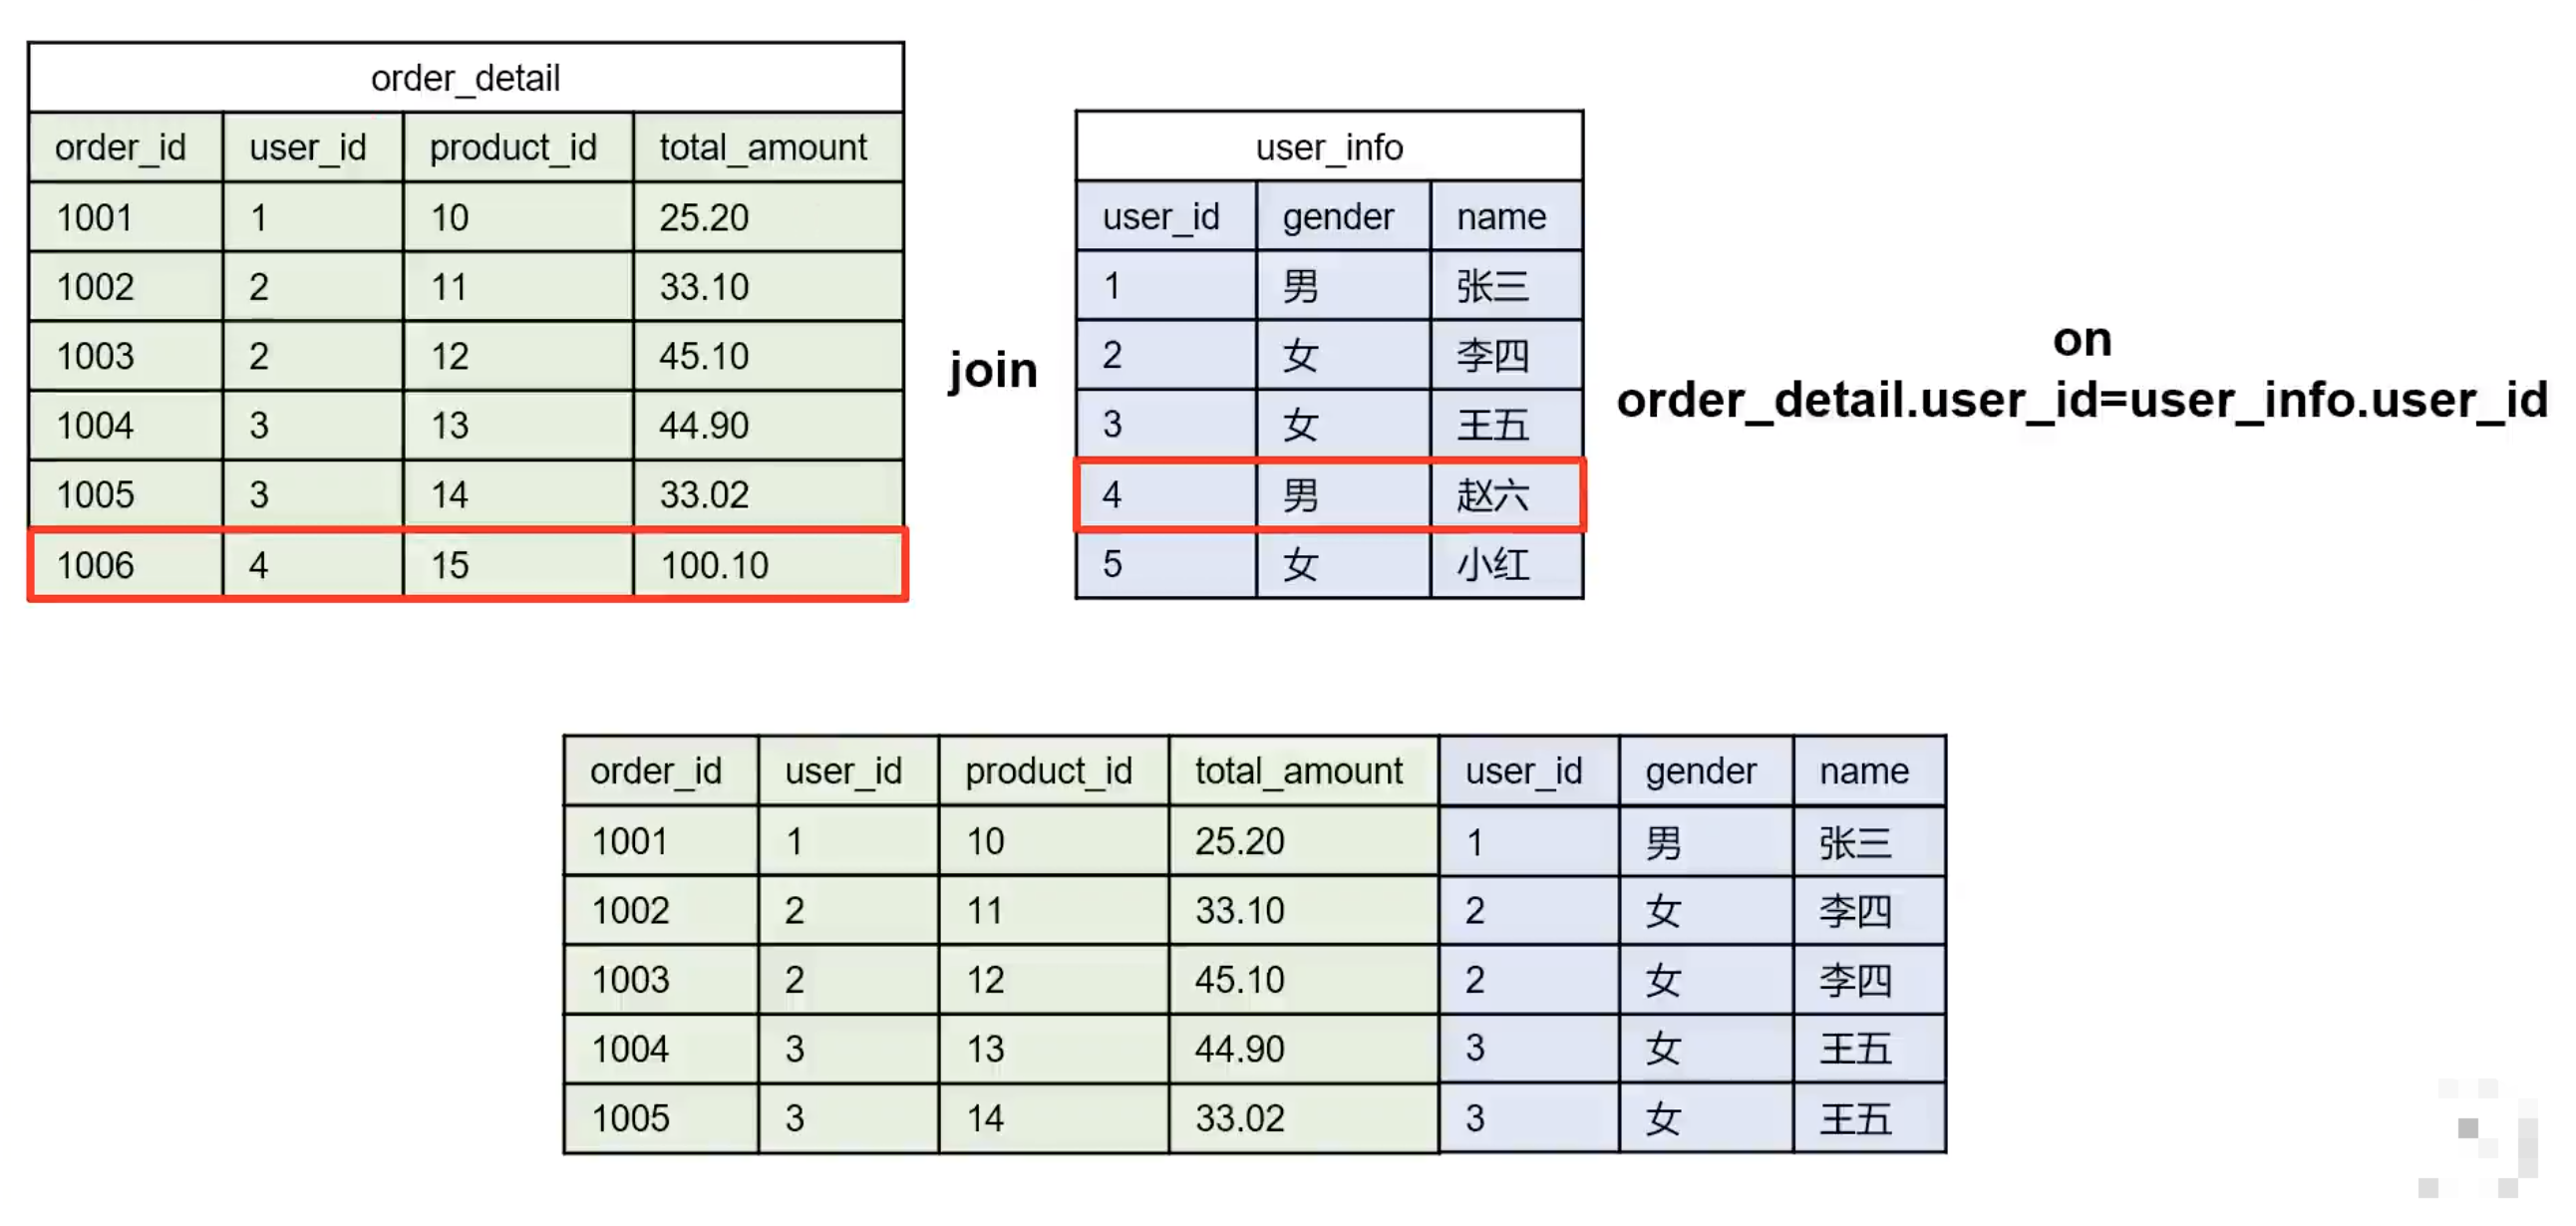 order_detail
order_id user_id product_id total_amount
1001 1 10 25.20
1002 2 11 33.10
1003 2 12 45.10
1004 3 13 44.90
1005 3 14 33.02
1006 4 15 100.10
join
user_info
user_id gender name
1 男 张三
2 女 李四
3 女 王五
4 男 赵六
5 女 小红
on
order_detail.user_id=user_info.user_id
order_id user_id product_id total_amount user_id gender name
1001 1 10 25.20 1 男 张三
1002 2 11 33.10 2 女 李四
1003 2 12 45.10 2 女 李四
1004 3 13 44.90 3 女 王五
1005 3 14 33.02 3 女 王五